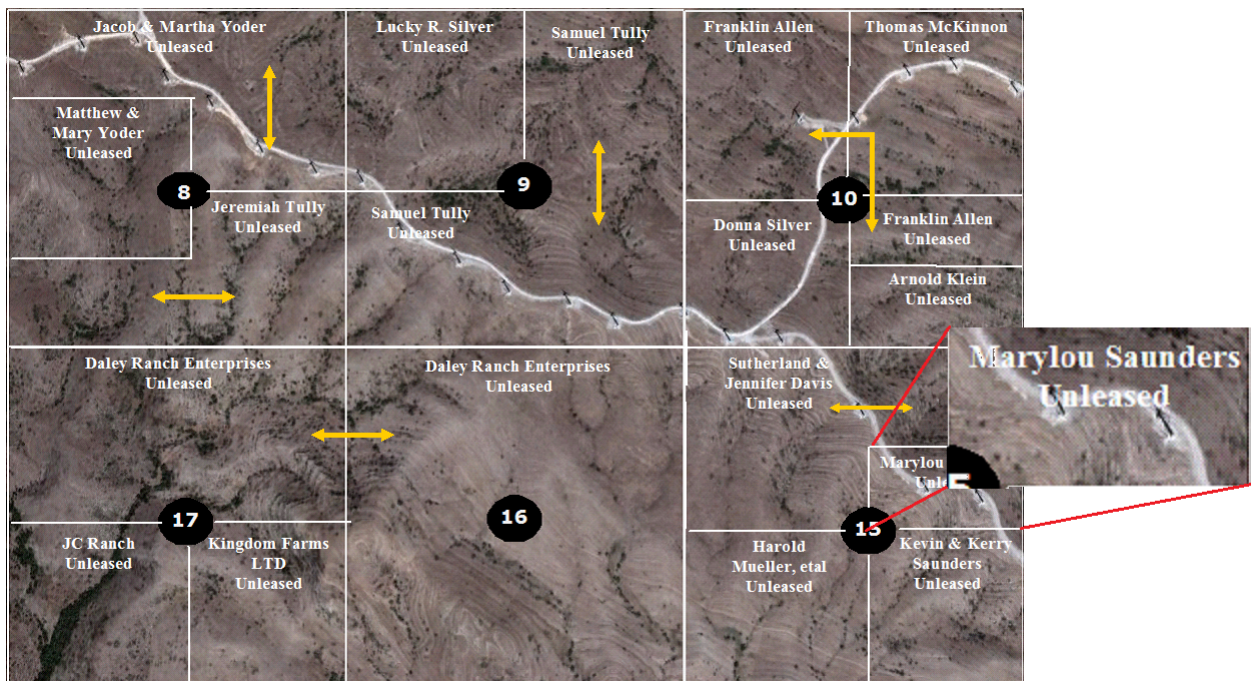 Jacob & Martha Yoder
Unleased
Lucky R. Silver
Unleased
Samuel Tully
Unleased
Franklin Allen
Unleased
Thomas McKinnon
Unleased
Matthew &
Mary Yoder
Unleased
8
9
10
Jeremiah Tully
Unleased
Samuel Tully
Unleased
Donna Silver
Unleased
Franklin Allen
Unleased
Arnold Klein
Unleased
Daley Ranch Enterprises
Unleased
Daley Ranch Enterprises
Unleased
Sutherland &
Jennifer Davis
Unleased
Marylou Saunders
Unleased
5
Marylou
17
16
15
JC Ranch
Unleased
Kingdom Farms
LTD
Unleased
Harold
Mueller, etal
Unleased
Kevin & Kerry
Saunders
Unleased